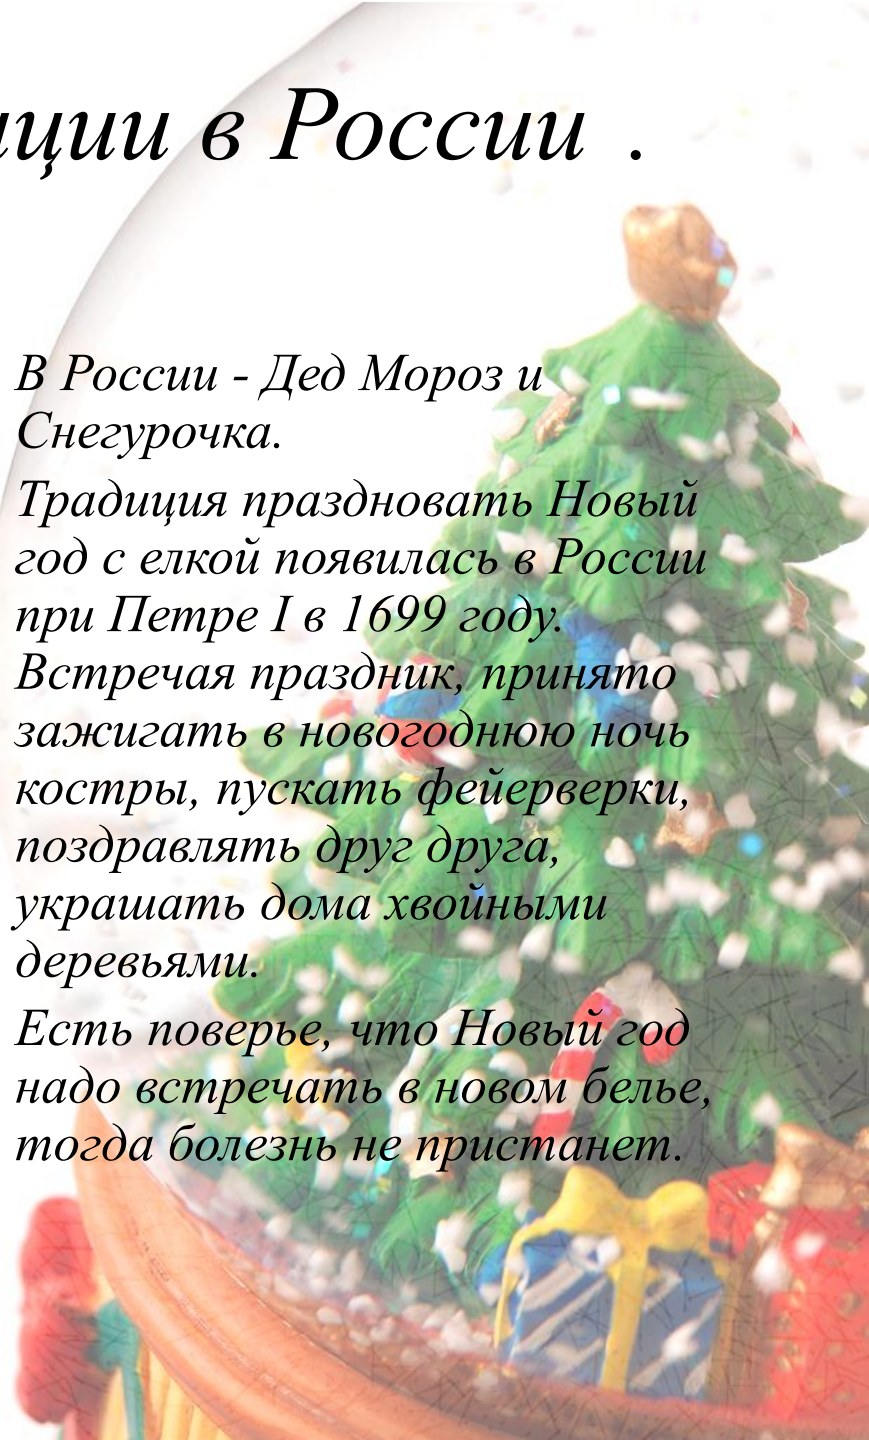 ции в России .
В России - Дед Мороз и
Снегурочка.
Традиция праздновать Новый
год с елкой появилась в России
при Петре I в 1699 году.
Встречая праздник, принято
зажигать в новогоднюю ночь
костры, пускать фейерверки,
поздравлять друг друга,
украшать дома хвойными
деревьями.
Есть поверье, что Новый год
надо встречать в новом белье,
тогда болезнь не пристанет.